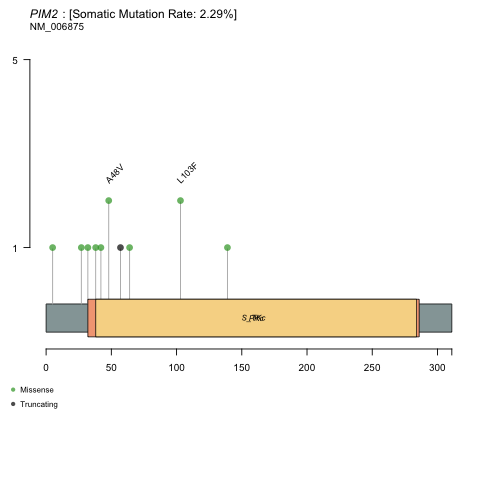 PIM2 : [Somatic Mutation Rate: 2.29%]
NM_006875
5
A48V
L103F
1
0 50 100 150 200 250 300
Missense
Truncating